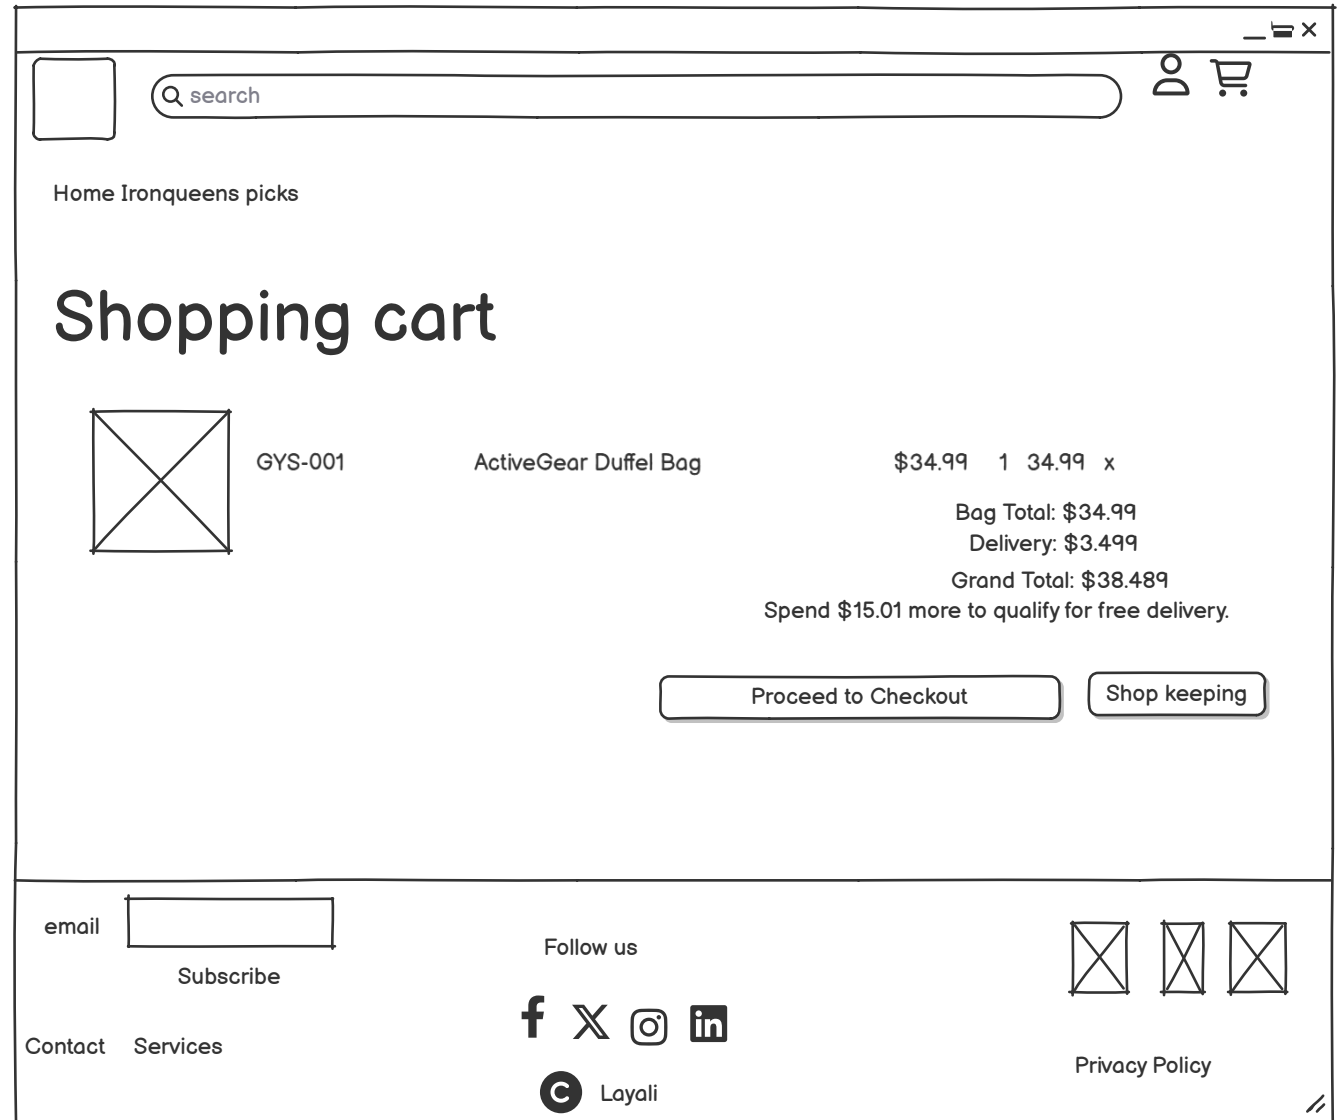 search
Home Ironqueens picks
Shopping cart
GYS-001 ActiveGear Duffel Bag $34.99 1 34.99 x
Bag Total: $34.99
Delivery: $3.499
Grand Total: $38.489
Spend $15.01 more to qualify for free delivery.
Proceed to Checkout Shop keeping
email
Subscribe
Contact Services
Follow us
C Layali
Privacy Policy